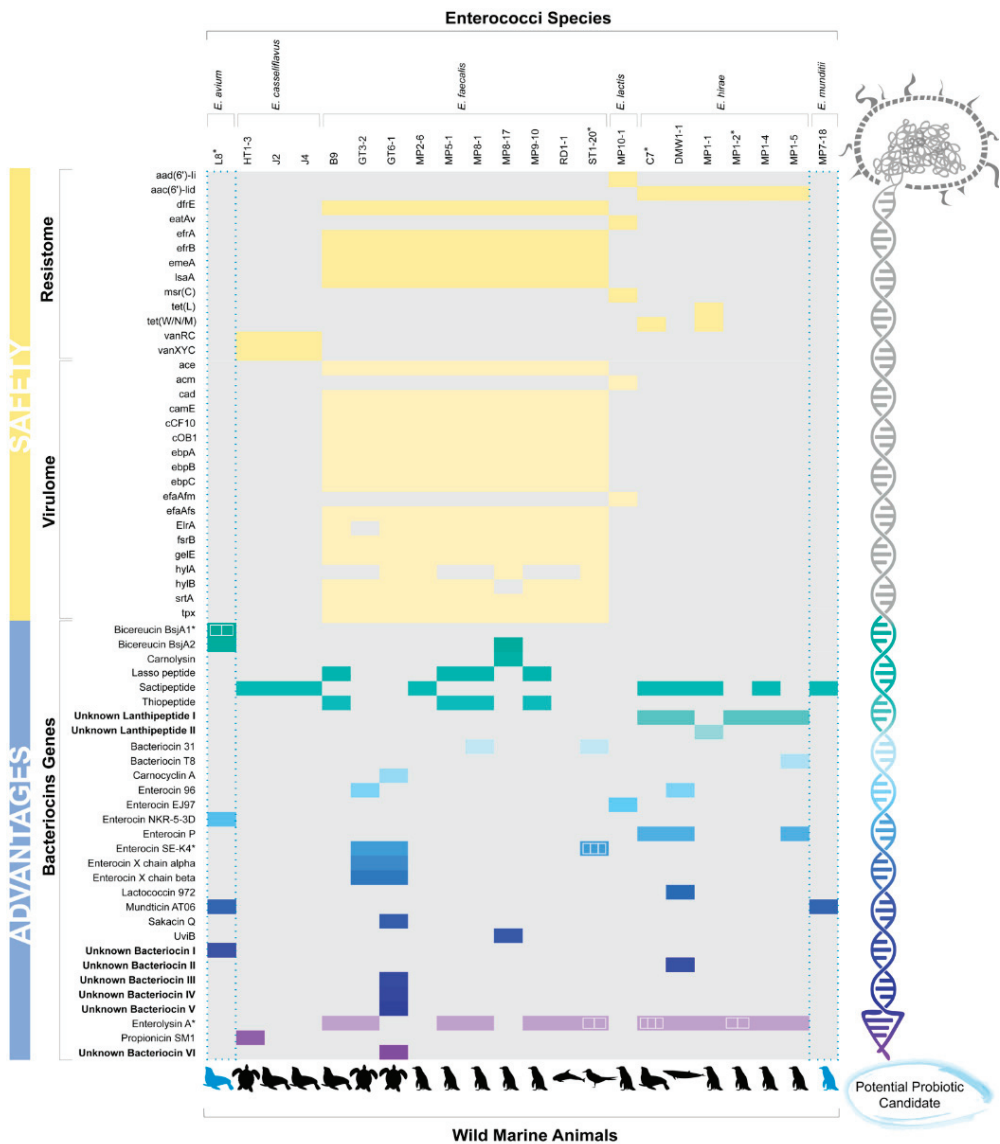 Enterococci Species
E. avium
E. casseliflavus
E. faecalis
E. lactis
E. hirae
E. munditii
L8*
HT1-3
J2
J4
B9
GT3-2
GT6-1
MP2-6
MP5-1
MP8-1
MP8-17
MP9-10
RD1-1
ST1-20*
MP10-1
C7*
DMW1-1
MP1-1
MP1-2*
MP1-4
MP1-5
MP7-18
SAFETY
Resistome
aad(6')-Ii
aac(6')-Iid
dfrE
eatAv
efrA
efrB
emeA
lsaA
msr(C)
tet(L)
tet(W/N/M)
vanRC
vanXYC
Virulome
ace
acm
cad
camE
cCF10
cOB1
ebpA
ebpB
ebpC
efaAfm
efaAfs
ElrA
fsrB
gelE
hylA
hylB
srtA
tpx
ADVANTAGES
Bacteriocins Genes
Bicereucin BsjA1*
Bicereucin BsjA2
Carnolysin
Lasso peptide
Sactipeptide
Thiopeptide
Unknown Lanthipeptide I
Unknown Lanthipeptide II
Bacteriocin 31
Bacteriocin T8
Carnocyclin A
Enterocin 96
Enterocin EJ97
Enterocin NKR-5-3D
Enterocin P
Enterocin SE-K4*
Enterocin X chain alpha
Enterocin X chain beta
Lactococcin 972
Mundticin AT06
Sakacin Q
UviB
Unknown Bacteriocin I
Unknown Bacteriocin II
Unknown Bacteriocin III
Unknown Bacteriocin IV
Unknown Bacteriocin V
Enterolysin A*
Propionicin SM1
Unknown Bacteriocin VI
Potential Probiotic
Candidate
Wild Marine Animals